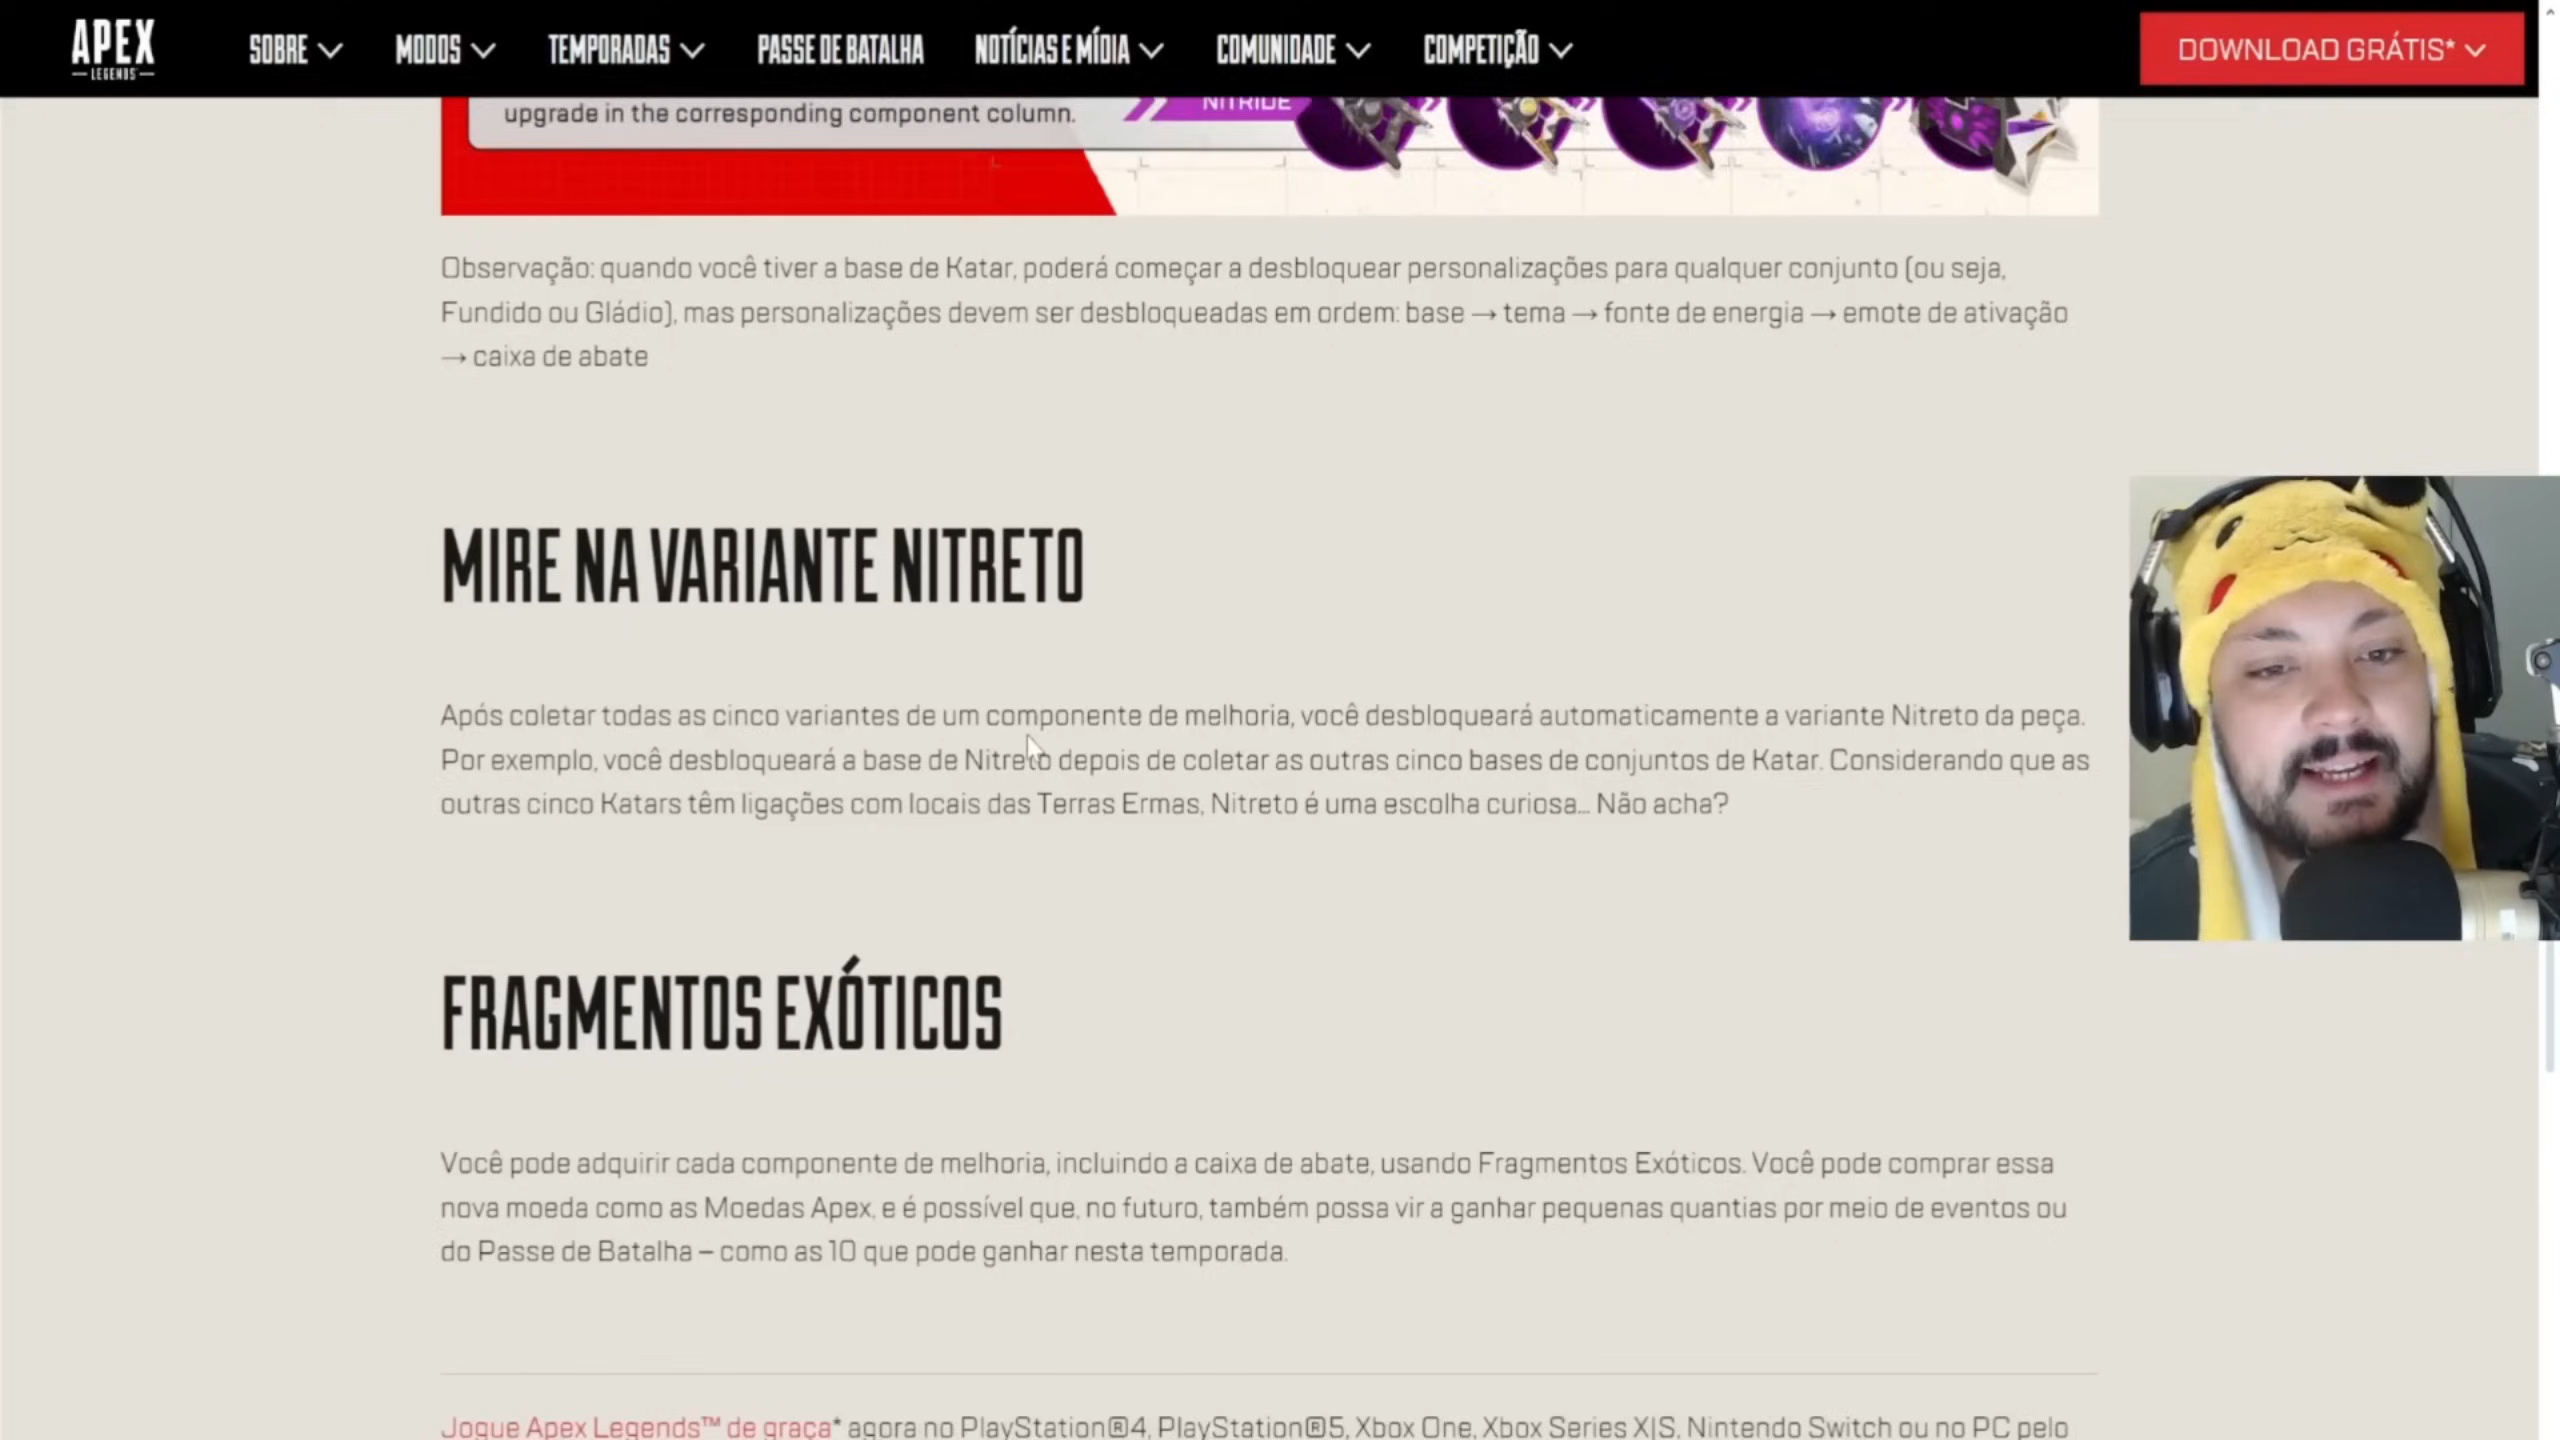 APEX
LEGENDS
SOBRE
MODOS
TEMPORADAS
PASSE DE BATALHA
NOTÍCIAS E MÍDIA
COMUNIDADE
COMPETIÇÃO
DOWNLOAD GRÁTIS*
upgrade in the corresponding component column.
NITRIDE
Observação: quando você tiver a base de Katar, poderá começar a desbloquear personalizações para qualquer conjunto (ou seja,
Fundido ou Gládio), mas personalizações devem ser desbloqueadas em ordem: base → tema → fonte de energia → emote de ativação
→ caixa de abate
MIRE NA VARIANTE NITRETO
Após coletar todas as cinco variantes de um componente de melhoria, você desbloqueará automaticamente a variante Nitreto da peça.
Por exemplo, você desbloqueará a base de Nitreto depois de coletar as outras cinco bases de conjuntos de Katar. Considerando que as
outras cinco Katars têm ligações com locais das Terras Ermas, Nitreto é uma escolha curiosa... Não acha?
FRAGMENTOS EXÓTICOS
Você pode adquirir cada componente de melhoria, incluindo a caixa de abate, usando Fragmentos Exóticos. Você pode comprar essa
nova moeda como as Moedas Apex, e é possível que, no futuro, também possa vir a ganhar pequenas quantias por meio de eventos ou
do Passe de Batalha – como as 10 que pode ganhar nesta temporada.
Jogue Apex Legends™ de graça* agora no PlayStation®4, PlayStation®5, Xbox One, Xbox Series X|S, Nintendo Switch ou no PC pelo